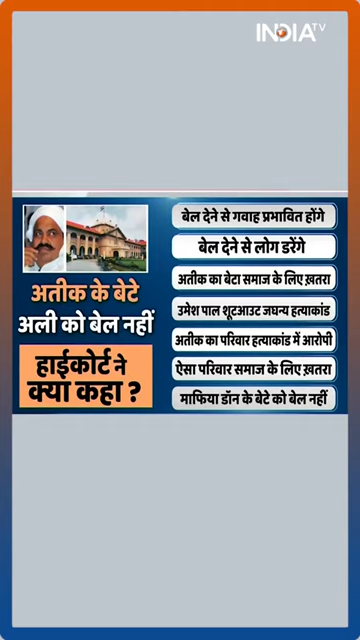 INDIA TV
बेल देने से गवाह प्रभावित होंगे
बेल देने से लोग डरेंगे
अतीक का बेटा समाज के लिए ख़तरा
उमेश पाल शूटआउट जघन्य हत्याकांड
अतीक का परिवार हत्याकांड में आरोपी
ऐसा परिवार समाज के लिए ख़तरा
माफिया डॉन के बेटे को बेल नहीं
अतीक के बेटे
अली को बेल नहीं
हाईकोर्ट ने
क्या कहा ?